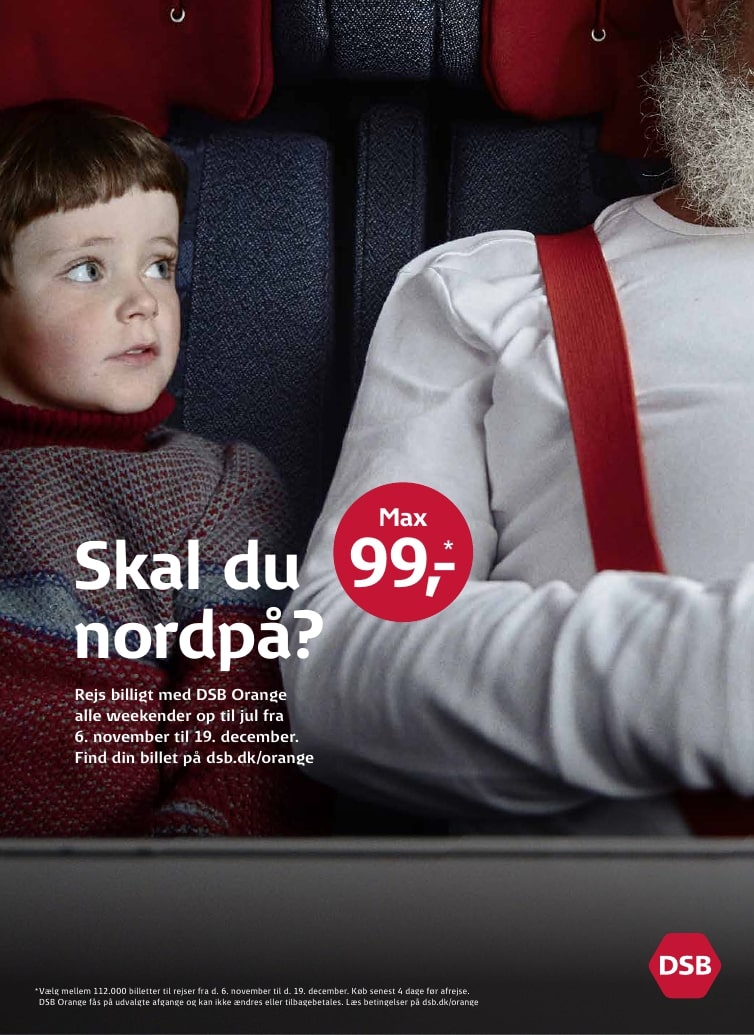 Max
99,-*
Skal du
nordpå?
Rejs billigt med DSB Orange
alle weekender op til jul fra
6. november til 19. december.
Find din billet på dsb.dk/orange
DSB
*Vælg mellem 112.000 billetter til rejser fra d. 6. november til d. 19. december. Køb senest 4 dage før afrejse.
DSB Orange fås på udvalgte afgange og kan ikke ændres eller tilbagebetales. Læs betingelser på dsb.dk/orange